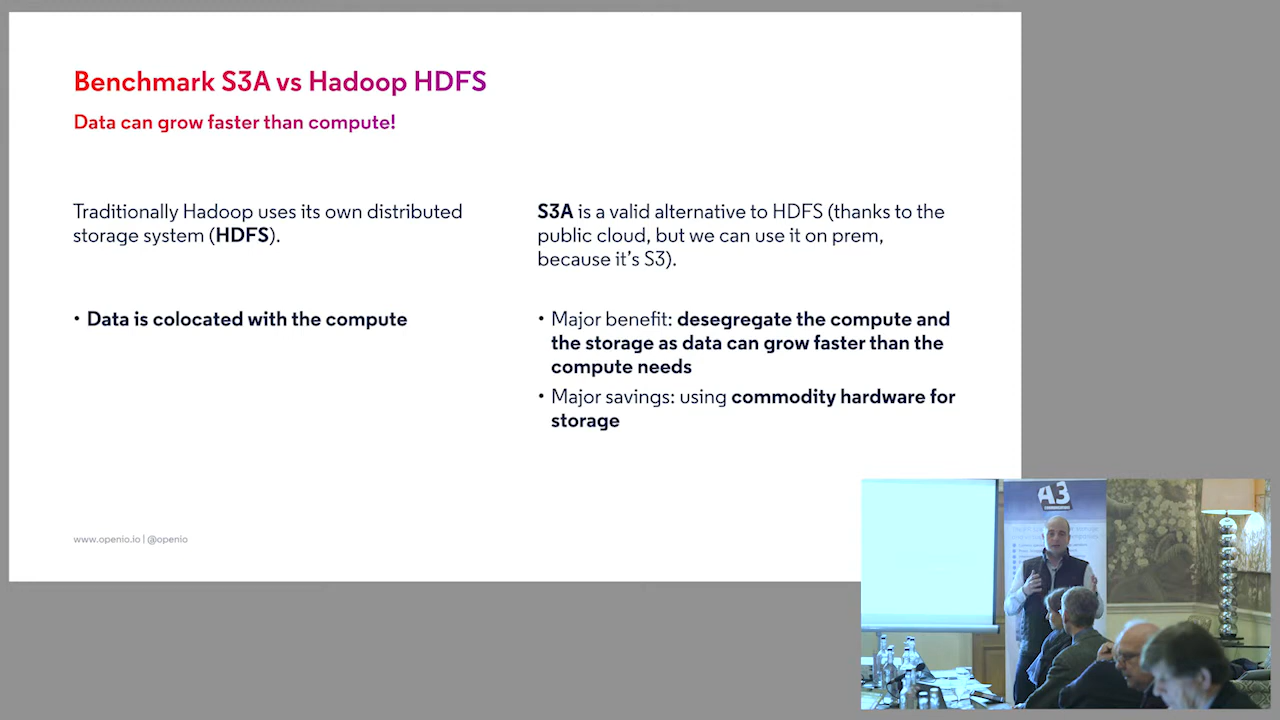 Benchmark S3A vs Hadoop HDFS
Data can grow faster than compute!
Traditionally Hadoop uses its own distributed
storage system (HDFS).
• Data is colocated with the compute
S3A is a valid alternative to HDFS (thanks to the
public cloud, but we can use it on prem,
because it's S3).
• Major benefit: desegregate the compute and
the storage as data can grow faster than the
compute needs
• Major savings: using commodity hardware for
storage
www.openio.io | @openio
A3